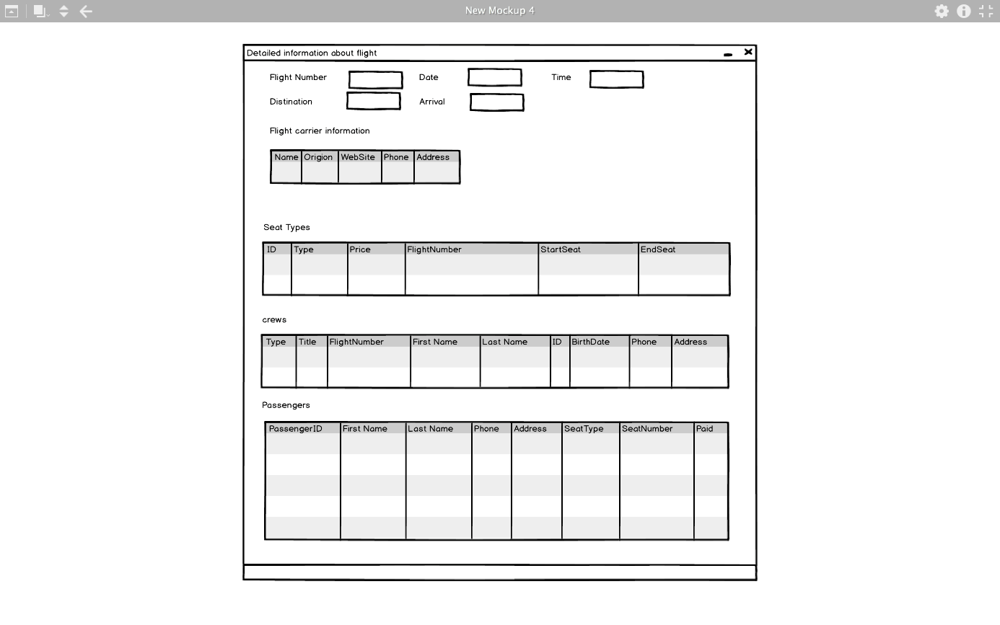 New Mockup 4
Detailed information about flight
Flight Number Date Time
Distination Arrival
Flight carrier information
Name Origion WebSite Phone Address
Seat Types
ID Type Price FlightNumber StartSeat EndSeat
crews
Type Title FlightNumber First Name Last Name ID BirthDate Phone Address
Passengers
PassengerID First Name Last Name Phone Address SeatType SeatNumber Paid